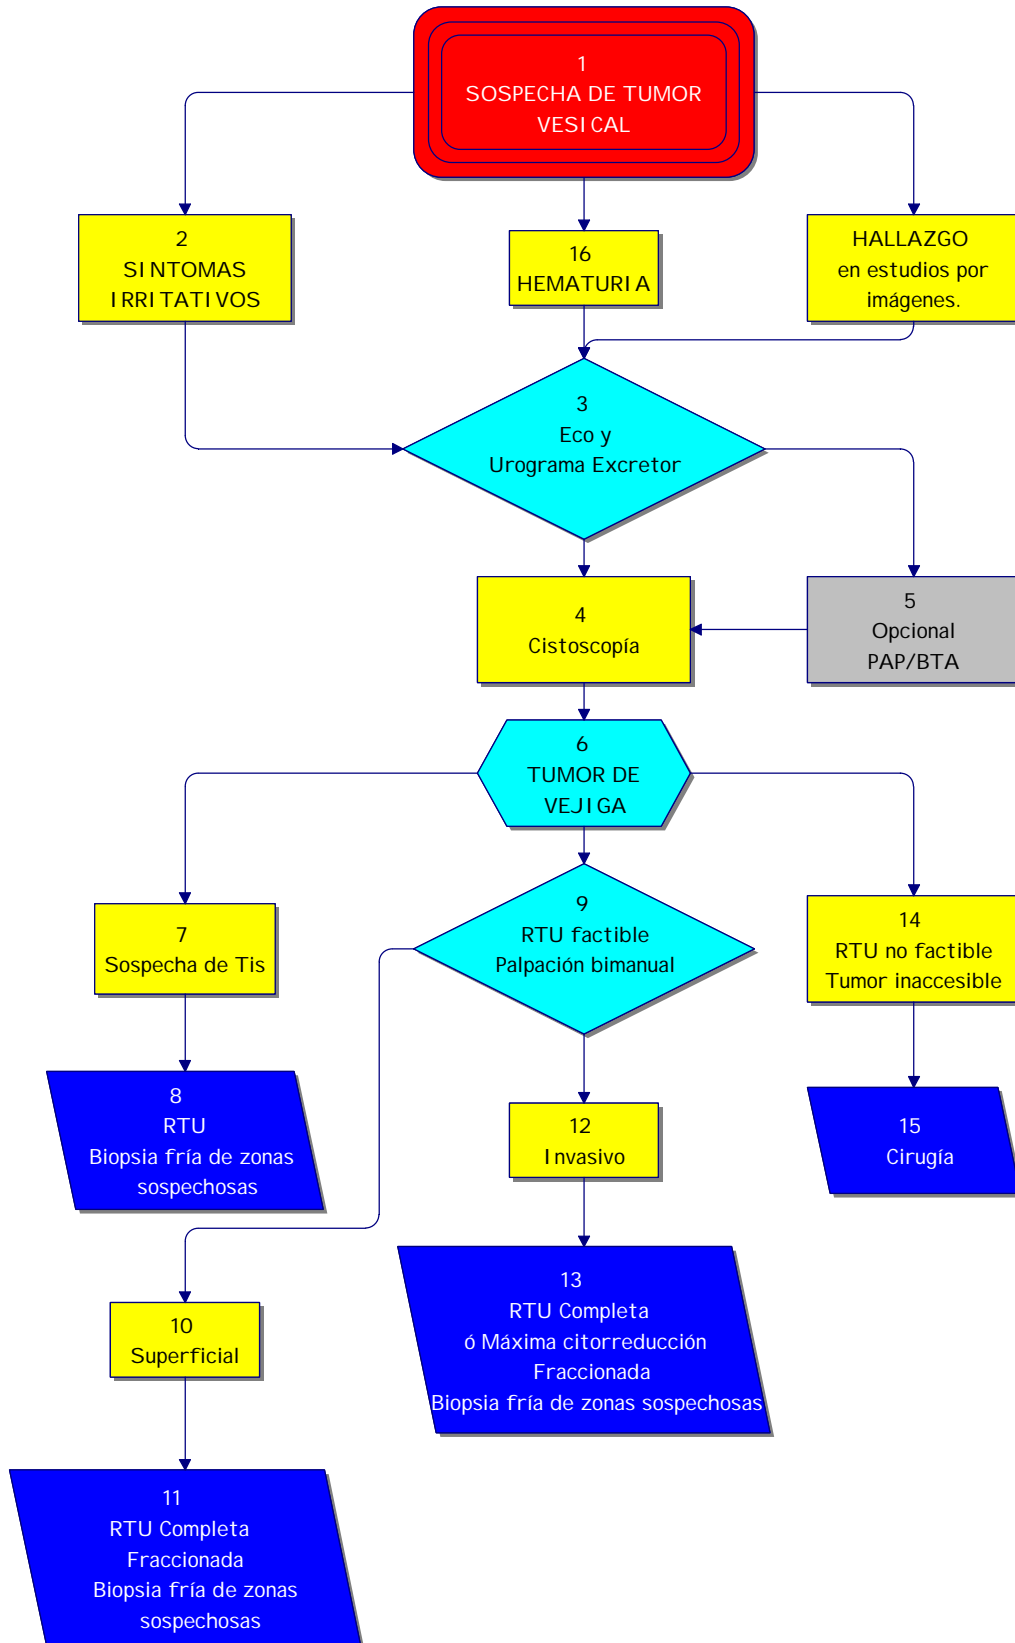 1
SOSPECHA DE TUMOR
VESICAL
2
SINTOMAS
IRRITATIVOS
16
HEMATURIA
HALLAZGO
en estudios por
imágenes.
3
Eco y
Urograma Excretor
4
Cistoscopía
5
Opcional
PAP/BTA
6
TUMOR DE
VEJIGA
7
Sospecha de Tis
9
RTU factible
Palpación bimanual
14
RTU no factible
Tumor inaccesible
8
RTU
Biopsia fría de zonas
sospechosas
12
Invasivo
15
Cirugía
10
Superficial
13
RTU Completa
ó Máxima citorreducción
Fraccionada
Biopsia fría de zonas sospechosas
11
RTU Completa
Fraccionada
Biopsia fría de zonas
sospechosas